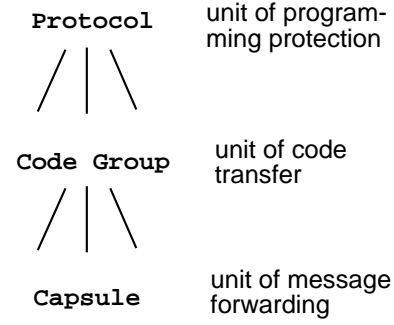 Protocol
unit of program-
ming protection
Code Group
unit of code
transfer
Capsule
unit of message
forwarding